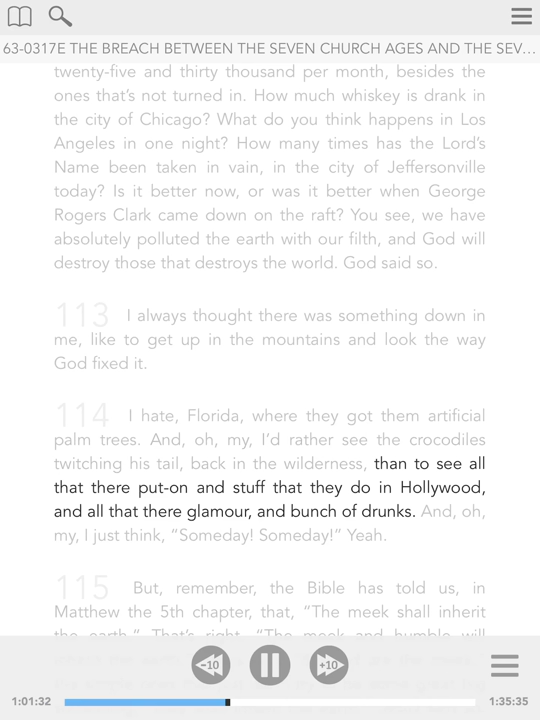 63-0317E THE BREACH BETWEEN THE SEVEN CHURCH AGES AND THE SEV...
twenty-five and thirty thousand per month, besides the
ones that's not turned in. How much whiskey is drank in
the city of Chicago? What do you think happens in Los
Angeles in one night? How many times has the Lord's
Name been taken in vain, in the city of Jeffersonville
today? Is it better now, or was it better when George
Rogers Clark came down on the raft? You see, we have
absolutely polluted the earth with our filth, and God will
destroy those that destroys the world. God said so.
113 I always thought there was something down in
me, like to get up in the mountains and look the way
God fixed it.
114 I hate, Florida, where they got them artificial
palm trees. And, oh, my, I'd rather see the crocodiles
twitching his tail, back in the wilderness, than to see all
that there put-on and stuff that they do in Hollywood,
and all that there glamour, and bunch of drunks. And, oh,
my, I just think, "Someday! Someday!" Yeah.
115 But, remember, the Bible has told us, in
Matthew the 5th chapter, that, "The meek shall inherit
the earth." That's right. "The meek and humble will
-10 +10
1:01:32 1:35:35